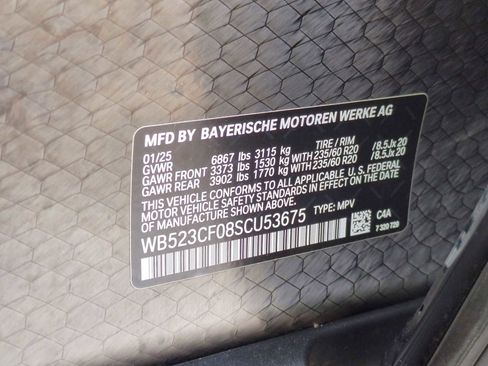 MFD BY BAYERISCHE MOTOREN WERKE AG
01/25 TIRE / RIM
GVWR 6867 lbs 3115 kg
GAWR FRONT 3373 lbs 1530 kg WITH 235/60 R20 /8.5Jx20
GAWR REAR 3902 lbs 1770 kg WITH 235/60 R20 /8.5Jx20
THIS VEHICLE CONFORMS TO ALL APPLICABLE U.S. FEDERAL
MOTOR VEHICLE SAFETY STANDARDS IN EFFECT ON THE DATE
OF MANUFACTURE SHOWN ABOVE.
WB523CF08SCU53675 TYPE: MPV
C4A
7 320 720